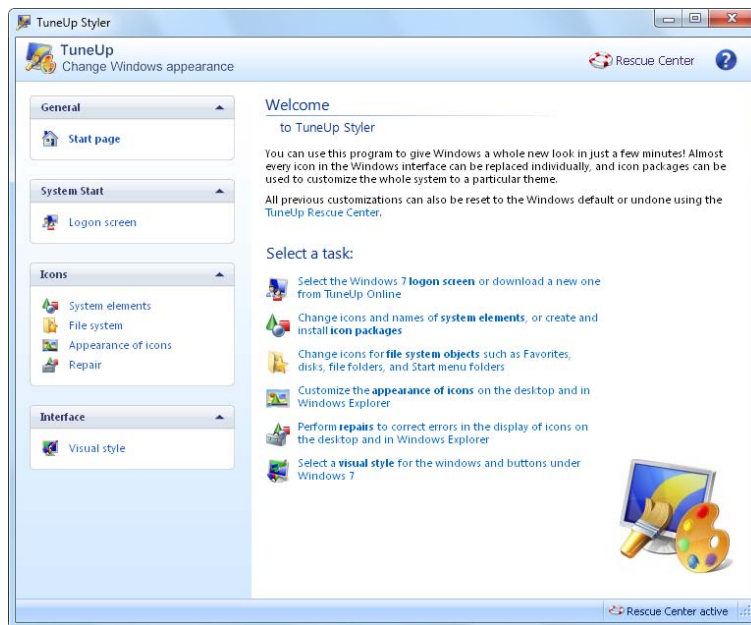 TuneUp Styler
TuneUp
Change Windows appearance
Rescue Center
?
General
Start page
System Start
Logon screen
Icons
System elements
File system
Appearance of icons
Repair
Interface
Visual style
Welcome
to TuneUp Styler
You can use this program to give Windows a whole new look in just a few minutes! Almost
every icon in the Windows interface can be replaced individually, and icon packages can be
used to customize the whole system to a particular theme.
All previous customizations can also be reset to the Windows default or undone using the
TuneUp Rescue Center.
Select a task:
Select the Windows 7 logon screen or download a new one
from TuneUp Online
Change icons and names of system elements, or create and
install icon packages
Change icons for file system objects such as Favorites,
disks, file folders, and Start menu folders
Customize the appearance of icons on the desktop and in
Windows Explorer
Perform repairs to correct errors in the display of icons on
the desktop and in Windows Explorer
Select a visual style for the windows and buttons under
Windows 7
Rescue Center active